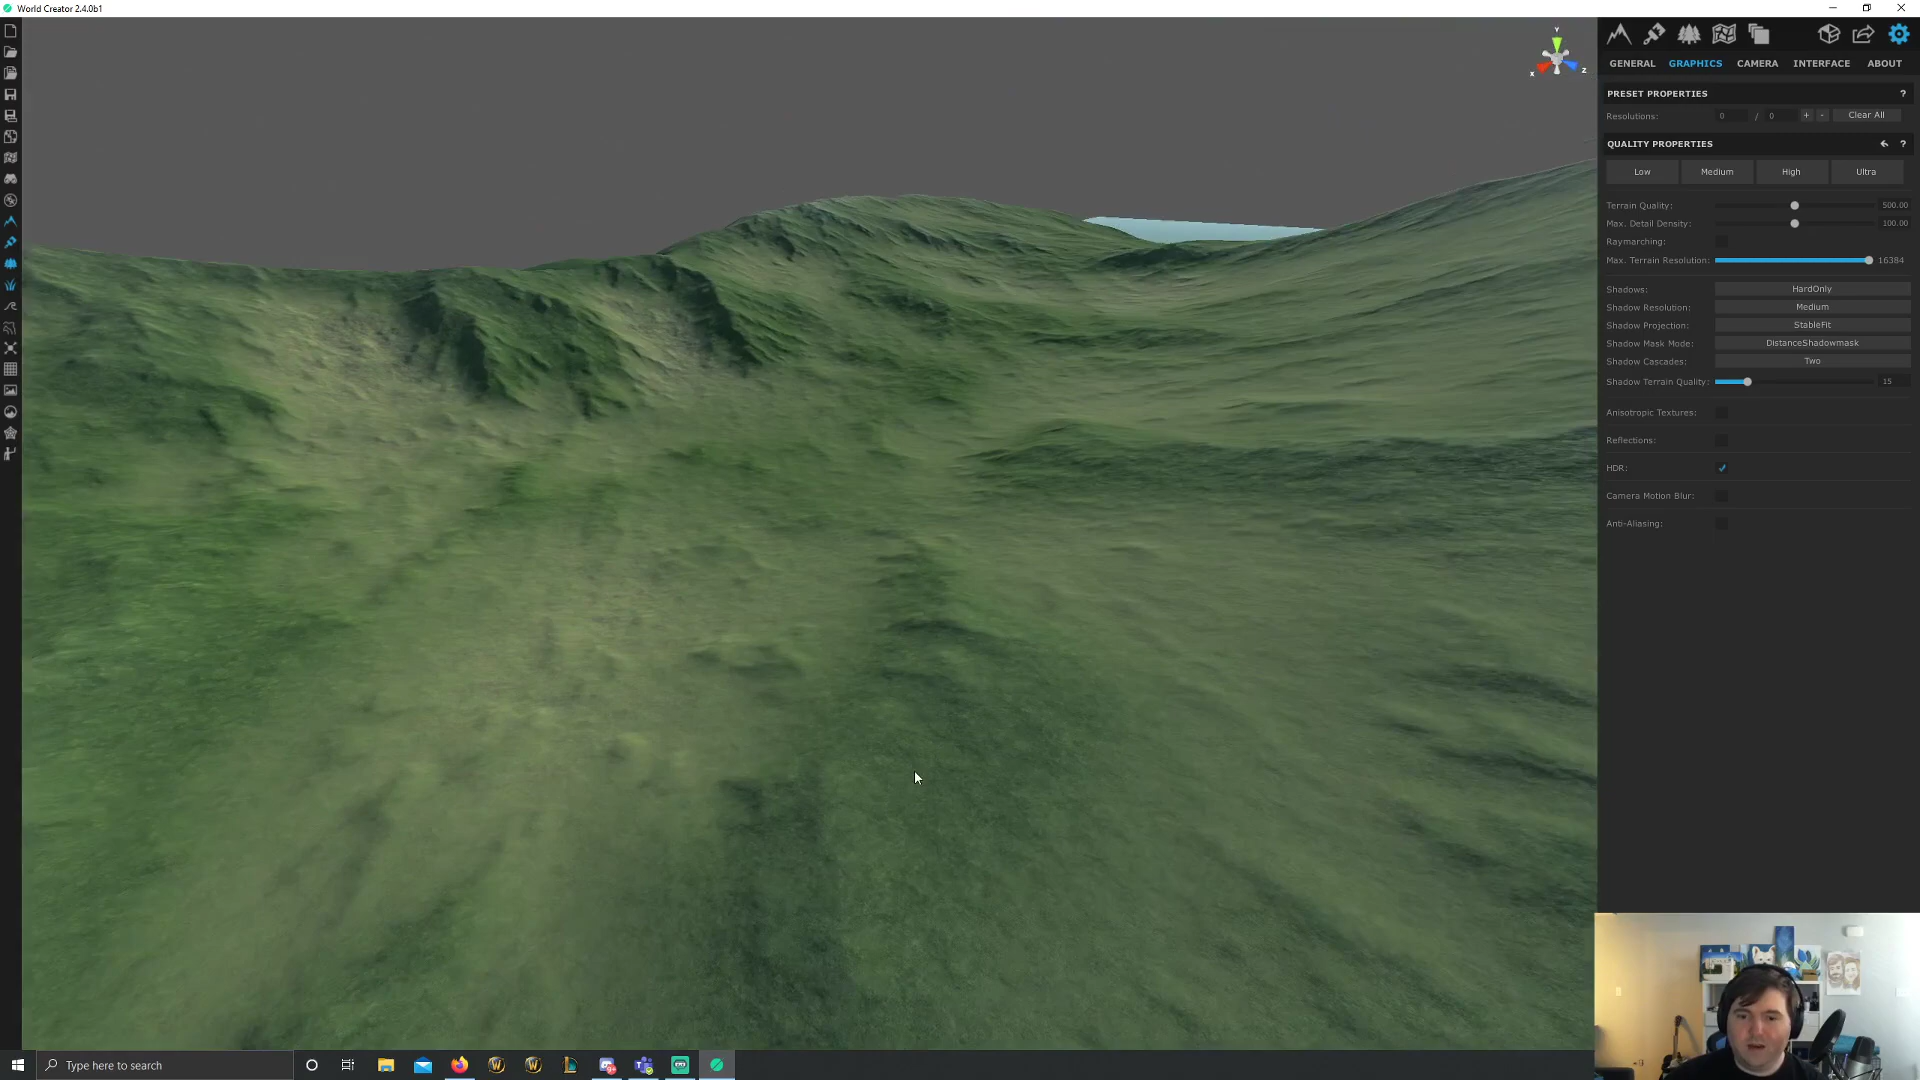 World Creator 2.4.0b1
Y
X
Z
GENERAL GRAPHICS CAMERA INTERFACE ABOUT
PRESET PROPERTIES ?
Resolutions: 0 / 0 + - Clear All
QUALITY PROPERTIES ?
Low Medium High Ultra
Terrain Quality: 500.00
Max. Detail Density: 100.00
Raymarching:
Max. Terrain Resolution: 16384
Shadows: HardOnly
Shadow Resolution: Medium
Shadow Projection: StableFit
Shadow Mask Mode: DistanceShadowmask
Shadow Cascades: Two
Shadow Terrain Quality: 15
Anisotropic Textures:
Reflections:
HDR:
Camera Motion Blur:
Anti-Aliasing:
Type here to search